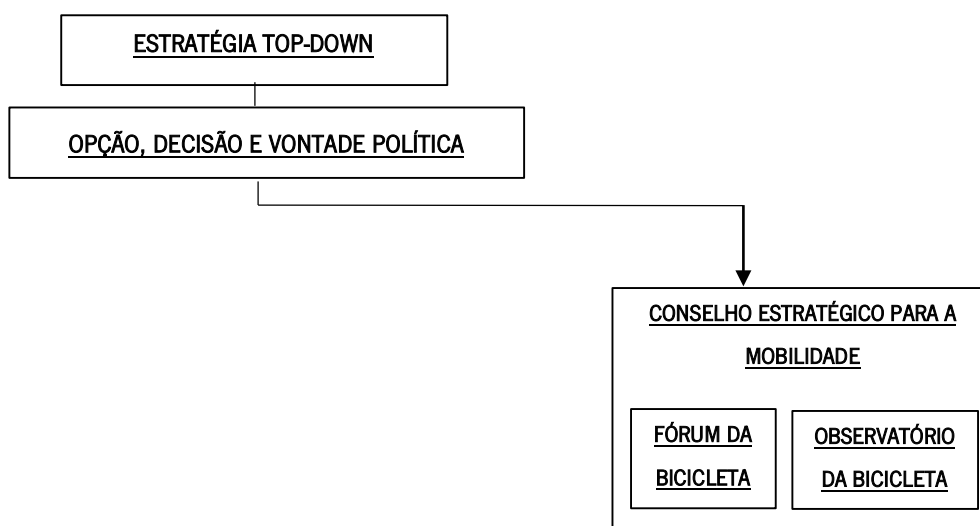 ESTRATÉGIA TOP-DOWN
OPÇÃO, DECISÃO E VONTADE POLÍTICA
CONSELHO ESTRATÉGICO PARA A
MOBILIDADE
FÓRUM DA
BICICLETA
OBSERVATÓRIO
DA BICICLETA